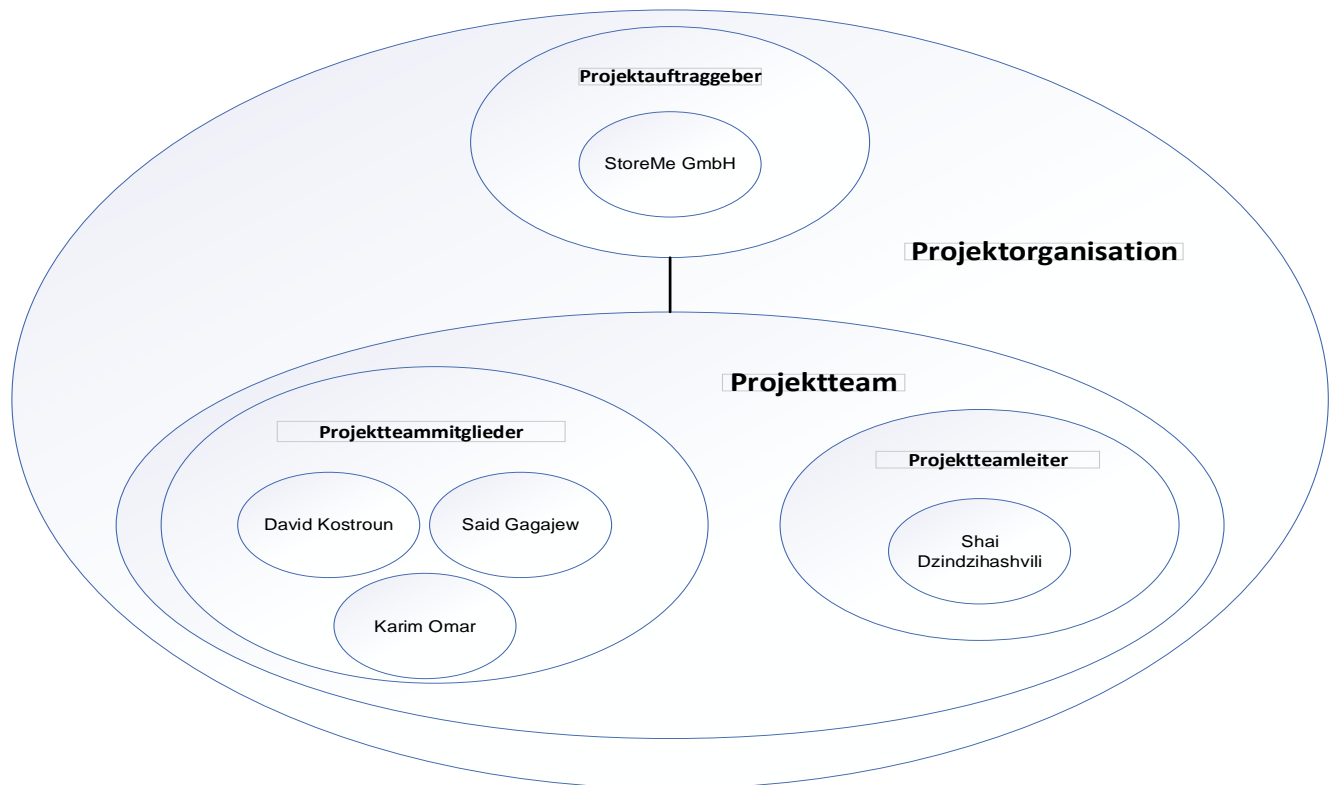 Projektauftraggeber
StoreMe GmbH
Projektorganisation
Projektteam
Projektteammitglieder
David Kostroun
Said Gagajew
Karim Omar
Projektteamleiter
Shai
Dzindzihashvili